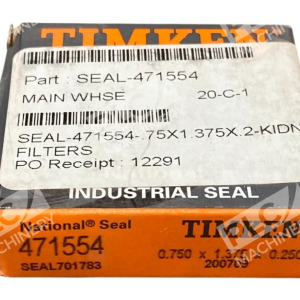 TIMKEN
Part : SEAL-471554
MAIN WHSE 20-C-1
SEAL-471554-.75X1.375X.2-KIDN
FILTERS
PO Receipt : 12291
INDUSTRIAL SEAL
National® Seal TIMKEN
471554 0.750 x 1.375 x 0.250
SEAL701783 200709